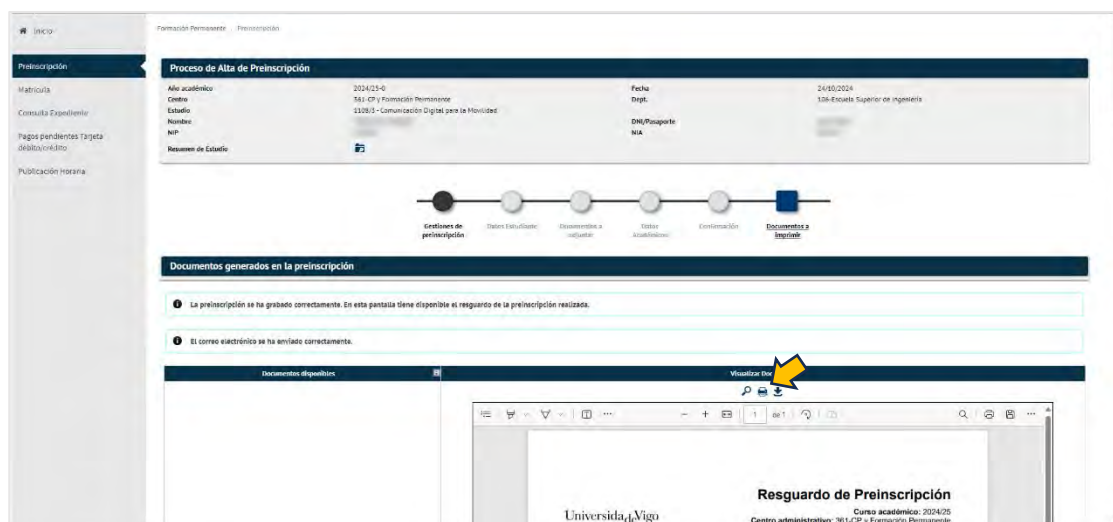 Inicio
Formación Permanente Preinscripción
Preinscripción
Matrícula
Consulta Expediente
Pagos pendientes Tarjeta
débito/crédito
Publicación Horaria
Proceso de Alta de Preinscripción
Año académico 2024/25-0 Fecha 24/10/2024
Centro 361-CP y Formación Permanente Dept. 106-Escuela Superior de Ingeniería
Estudio 1108/3 - Comunicación Digital para la Movilidad
Nombre DNI/Pasaporte
NIP NIA
Resumen de Estudio
Gestiones de
preinscripción
Datos Estudiante
Documentos a
adjuntar
Datos
Académicos
Confirmación
Documentos a
imprimir
Documentos generados en la preinscripción
La preinscripción se ha grabado correctamente. En esta pantalla tiene disponible el resguardo de la preinscripción realizada.
El correo electrónico se ha enviado correctamente.
Documentos disponibles Visualizar Doc
1 de 1
Resguardo de Preinscripción
Curso académico: 2024/25
Universidade de Vigo Centro administrativo: 361-CP y Formación Permanente